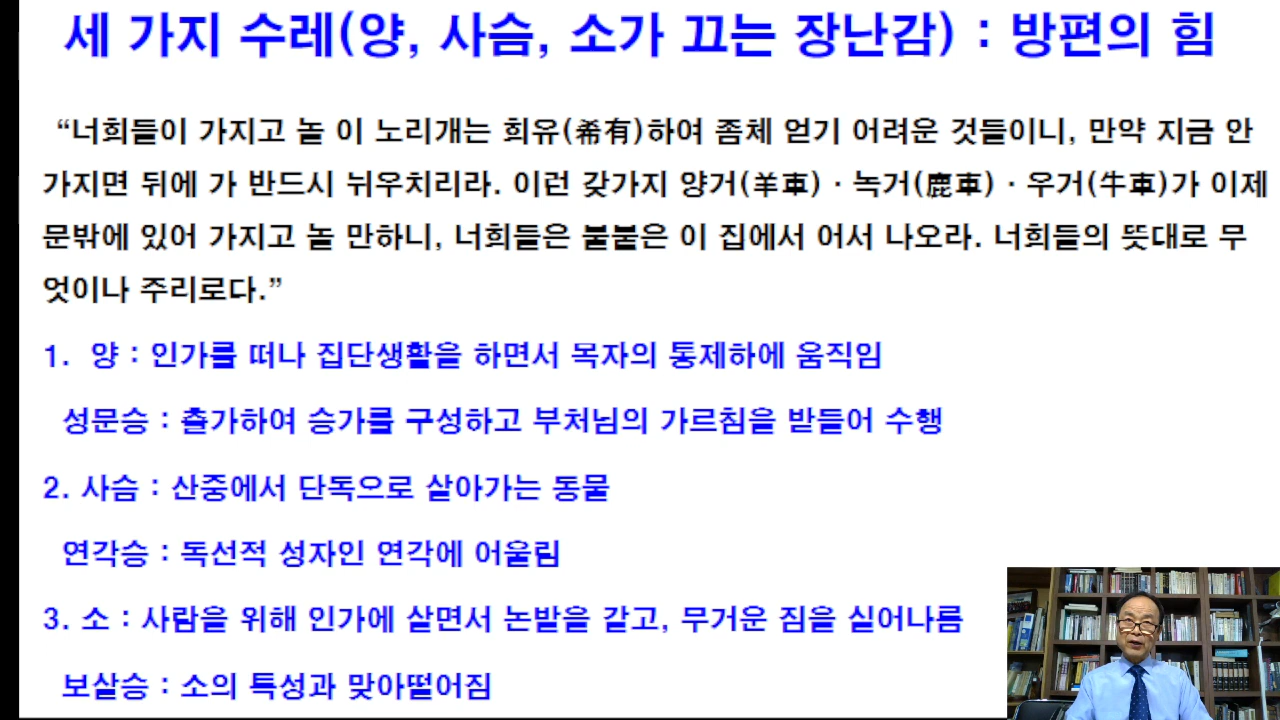 세 가지 수레(양, 사슴, 소가 끄는 장난감) : 방편의 힘
“너희들이 가지고 놀 이 노리개는 희유(希有)하여 좀체 얻기 어려운 것들이니, 만약 지금 안
가지면 뒤에 가 반드시 뉘우치리라. 이런 갖가지 양거(羊車)·녹거(鹿車)·우거(牛車)가 이제
문밖에 있어 가지고 놀 만하니, 너희들은 불붙은 이 집에서 어서 나오라. 너희들의 뜻대로 무
엇이나 주리로다.”
1. 양 : 인가를 떠나 집단생활을 하면서 목자의 통제하에 움직임
성문승 : 출가하여 승가를 구성하고 부처님의 가르침을 받들어 수행
2. 사슴 : 산중에서 단독으로 살아가는 동물
연각승 : 독선적 성자인 연각에 어울림
3. 소 : 사람을 위해 인가에 살면서 논밭을 갈고, 무거운 짐을 실어나름
보살승 : 소의 특성과 맞아떨어짐